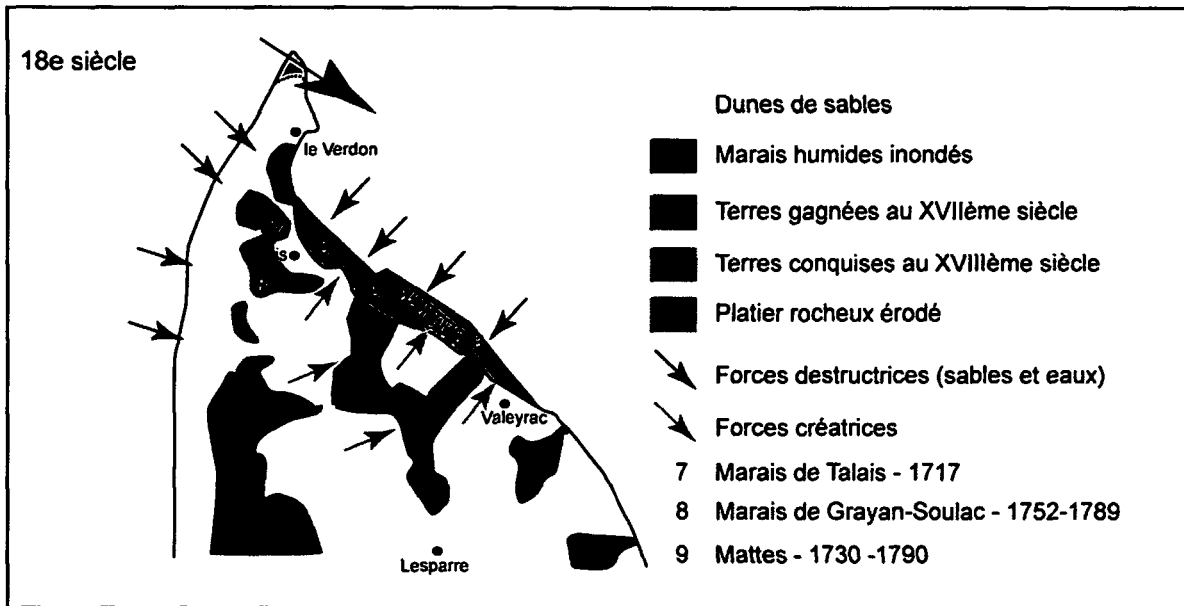 18e siècle
le Verdon
Valeyrac
Lesparre
Dunes de sables
Marais humides inondés
Terres gagnées au XVIIème siècle
Terres conquises au XVIIIème siècle
Platier rocheux érodé
Forces destructrices (sables et eaux)
Forces créatrices
7 Marais de Talais - 1717
8 Marais de Grayan-Soulac - 1752-1789
9 Mattes - 1730 -1790